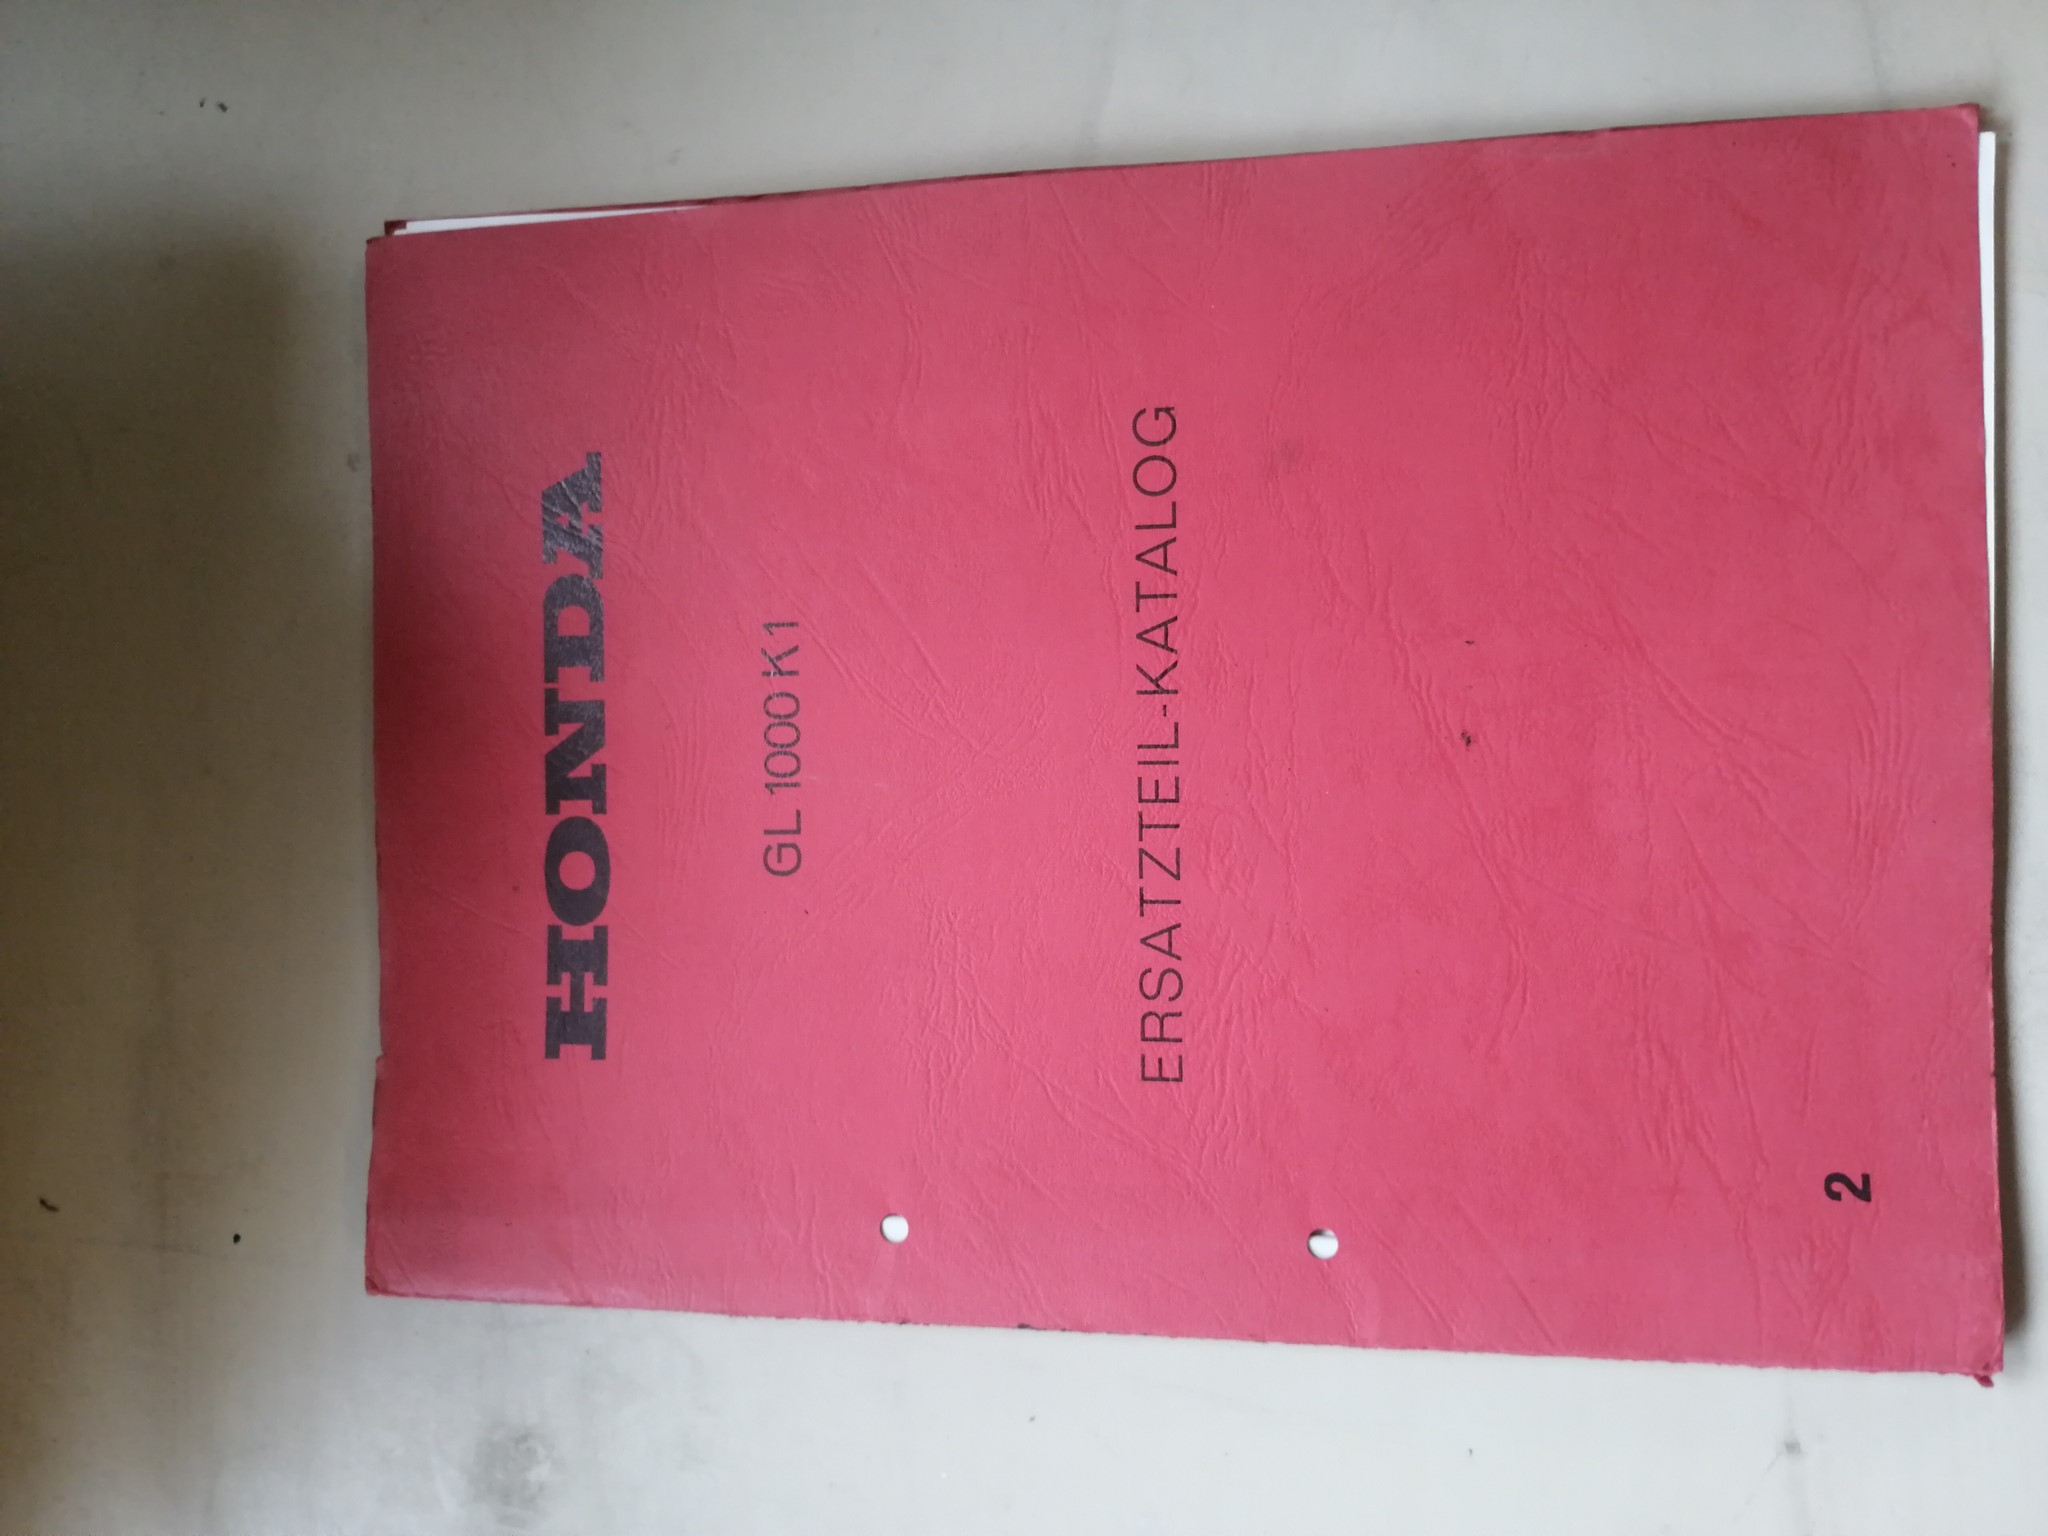 HONDA
GL 1000 K1
ERSATZTEIL-KATALOG
2